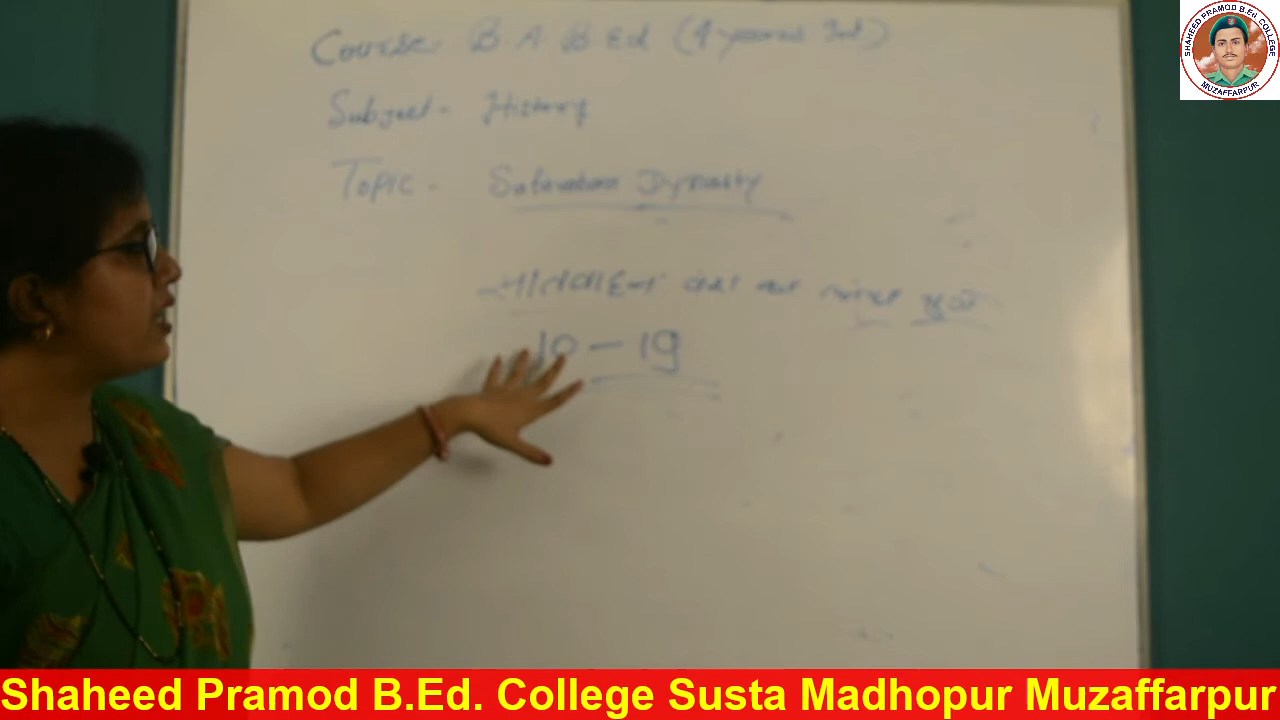 Course - B A B.Ed (4 years Int)
Subject - History
Topic - Satavahana Dynasty
10 - 19
SHAHEED PRAMOD B.Ed. COLLEGE
MUZAFFARPUR
Shaheed Pramod B.Ed. College Susta Madhopur Muzaffarpur